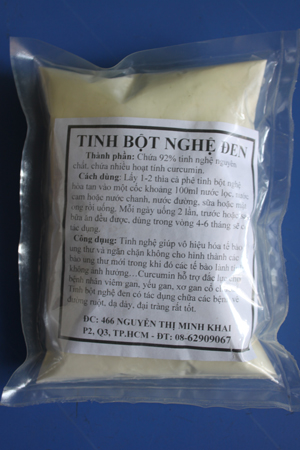 TINH BỘT NGHỆ ĐEN
Thành phần: Chứa 92% tinh nghệ nguyên
chất, chứa nhiều hoạt tính curcumin.
Cách dùng: Lấy 1-2 thìa cà phê tinh bột nghệ
hòa tan vào một cốc khoảng 100ml nước lọc, nước
cam hoặc nước chanh, nước đường, sữa hoặc mật
ong rồi uống. Mỗi ngày uống 2 lần, trước hoặc
bữa ăn đều được, dùng trong vòng 4-6 tháng sẽ có
tác dụng.
Công dụng: Tinh nghệ giúp vô hiệu hóa tế bào
ung thư và ngăn chặn không cho hình thành các
bào ung thư mới trong khi đó các tế bào lành tính
không ảnh hưởng....Curcumin hỗ trợ đắc lực
bệnh nhân viêm gan, yếu gan, xơ gan
Tinh bột nghệ đen có tác dụng chữa các bệnh
đường ruột, dạ dày, đại tràng rất tốt.
ĐC: 466 NGUYỄN THỊ MINH KHAI
P2, Q3, TP.HCM - ĐT: 08-62909067